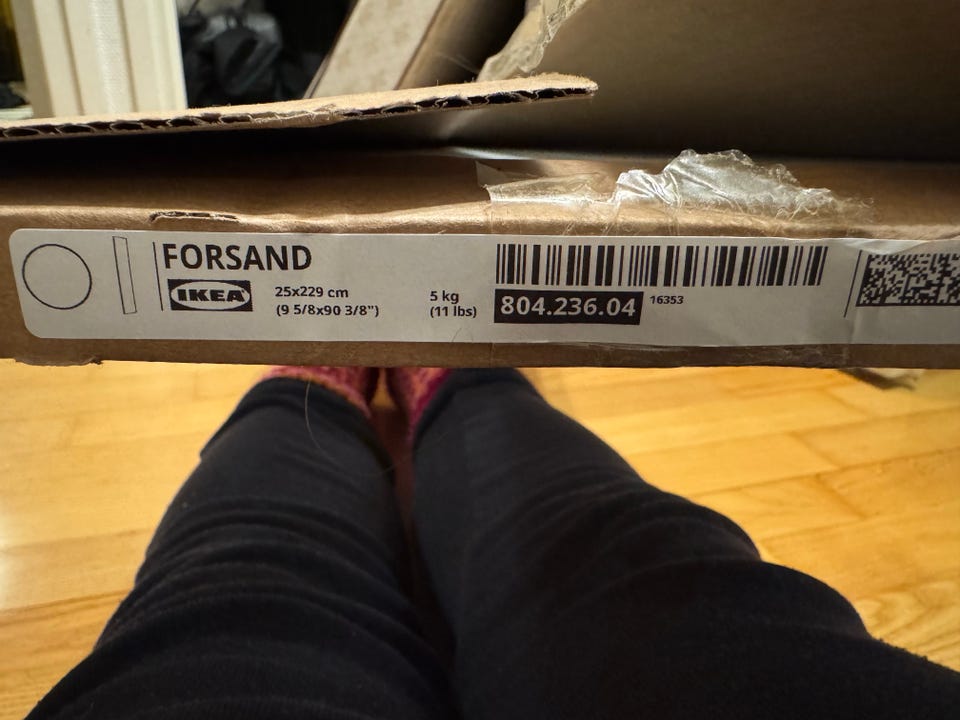 FORSAND
IKEA
25x229 cm
(9 5/8x90 3/8")
5 kg
(11 lbs)
804.236.04
16353